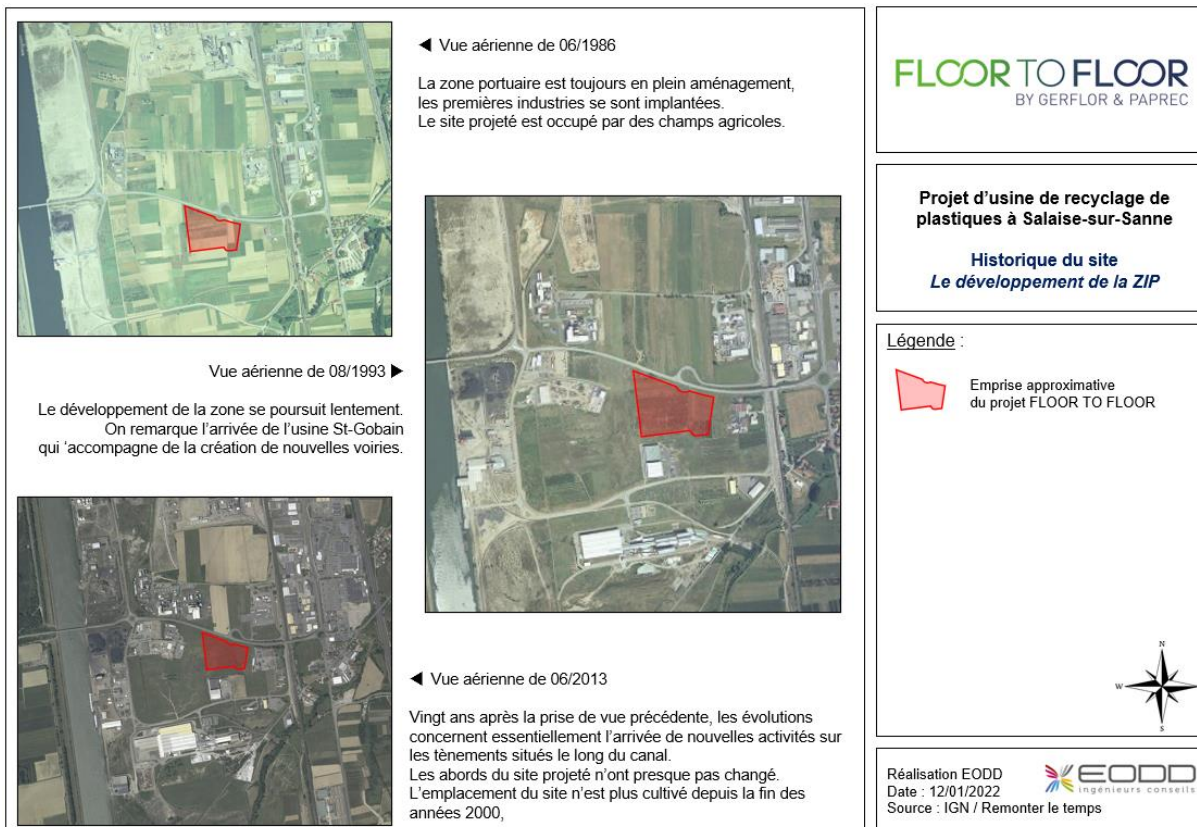 ◄ Vue aérienne de 06/1986
La zone portuaire est toujours en plein aménagement,
les premières industries se sont implantées.
Le site projeté est occupé par des champs agricoles.
Vue aérienne de 08/1993 ►
Le développement de la zone se poursuit lentement.
On remarque l'arrivée de l'usine St-Gobain
qui 'accompagne de la création de nouvelles voiries.
◄ Vue aérienne de 06/2013
Vingt ans après la prise de vue précédente, les évolutions
concernent essentiellement l'arrivée de nouvelles activités sur
les tènements situés le long du canal.
Les abords du site projeté n'ont presque pas changé.
L'emplacement du site n'est plus cultivé depuis la fin des
années 2000,
FLOOR TO FLOOR
BY GERFLOR & PAPREC
Projet d'usine de recyclage de
plastiques à Salaise-sur-Sanne
Historique du site
Le développement de la ZIP
Légende :
Emprise approximative
du projet FLOOR TO FLOOR
N
W
S
Réalisation EODD
Date : 12/01/2022
Source : IGN / Remonter le temps
EODD
ingénieurs conseils